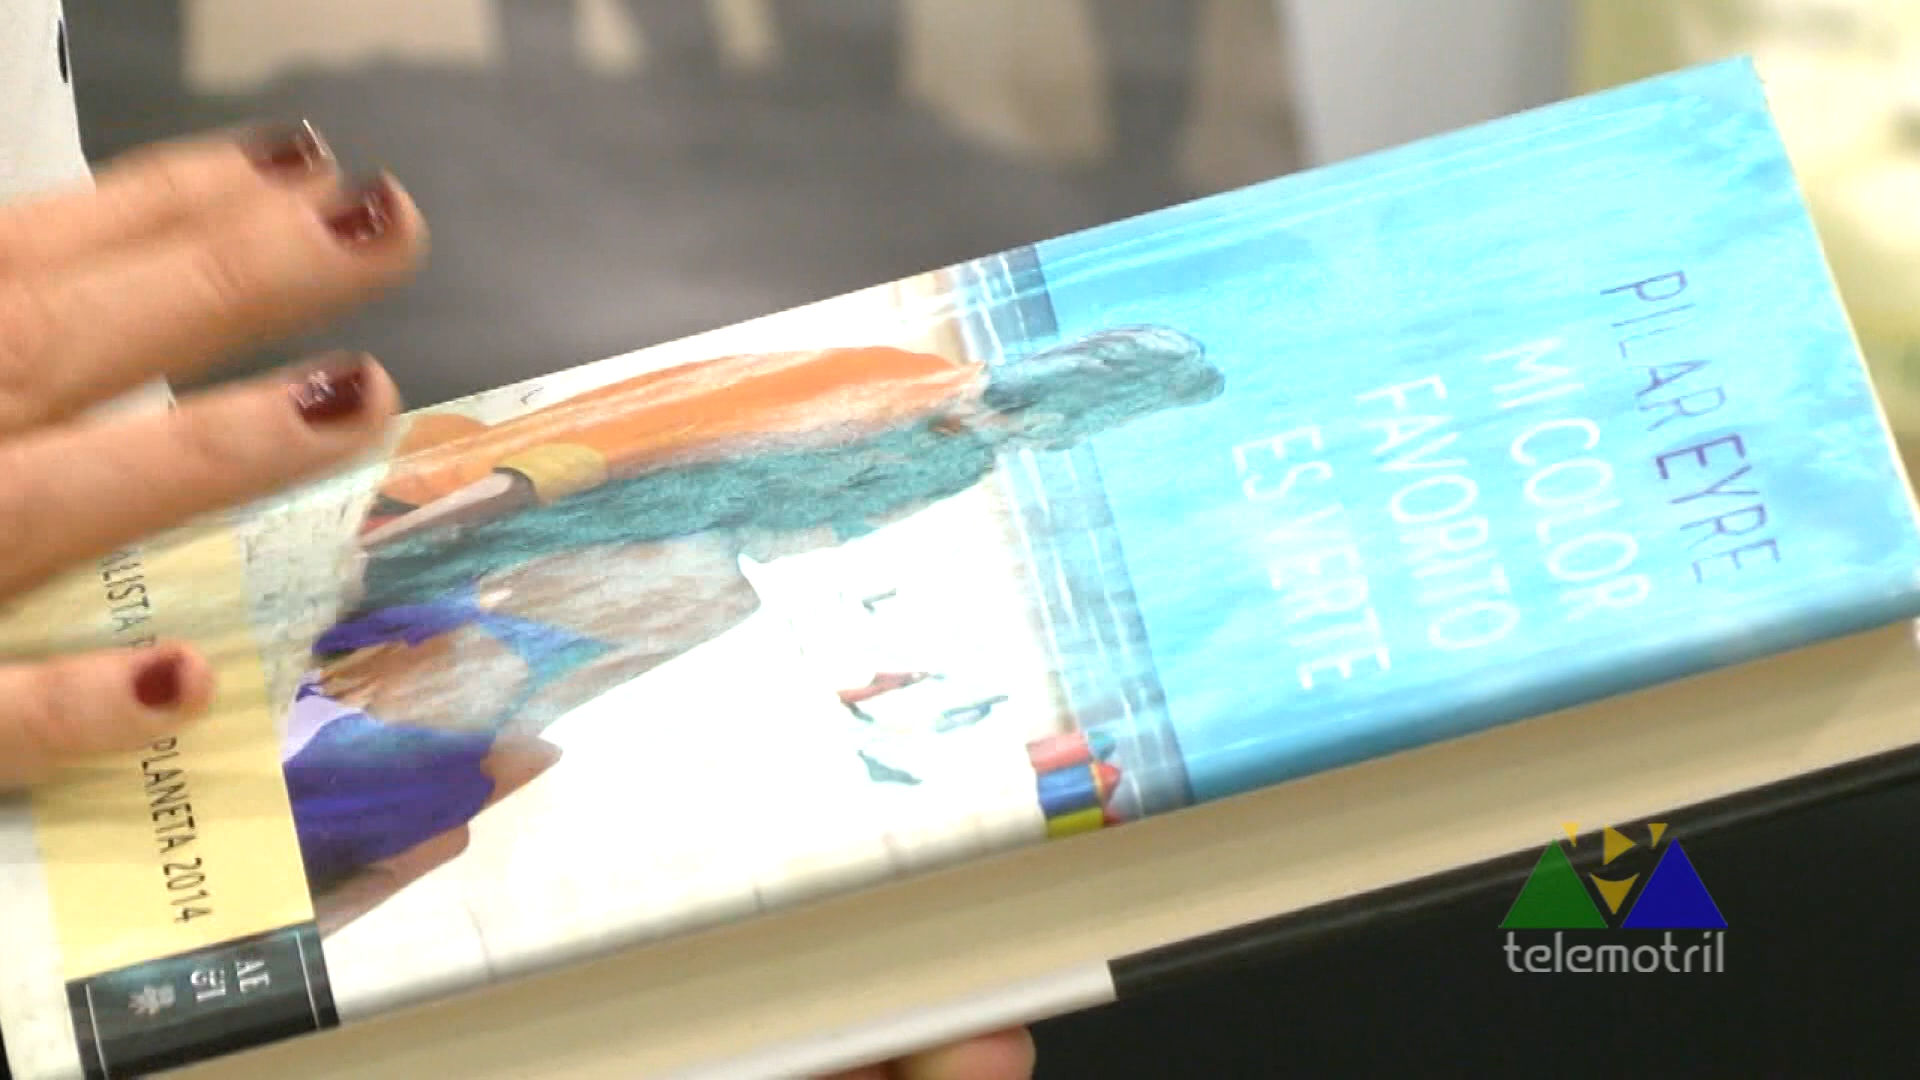 PILAR EYRE
MI COLOR
FAVORITO
ES VERTE
PLANETA 2014
telemotril